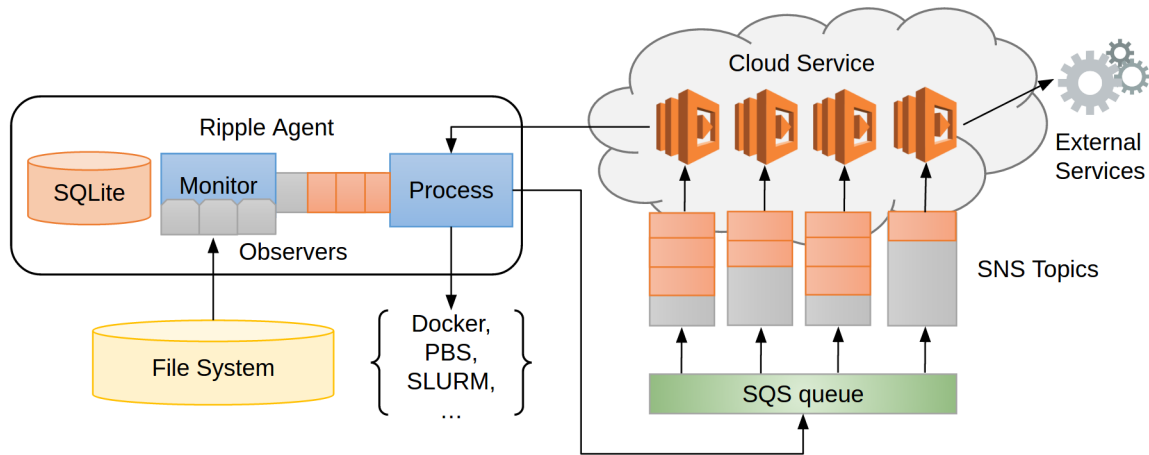 Cloud Service
Ripple Agent
External
Services
SQLite
Monitor
Process
Observers
SNS Topics
File System
Docker,
PBS,
SLURM,
...
SQS queue